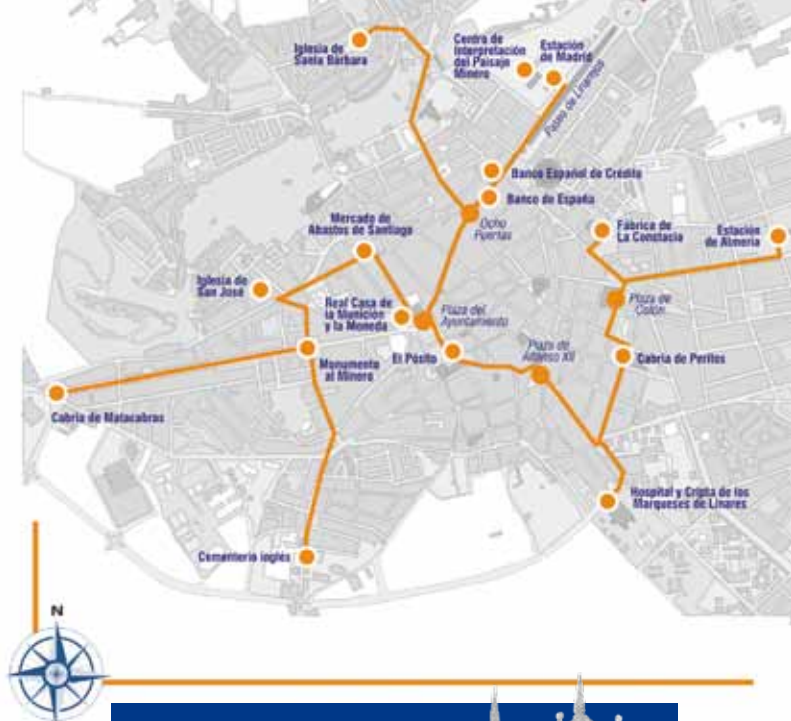 Iglesia de
Santa Bárbara
Centro de
Interpretación
del Paisaje
Minero
Estación
de Madrid
Paseo de Linarejos
Banco Español de Crédito
Banco de España
Ocho
Puertas
Mercado de
Abastos de Santiago
Fábrica de
La Constacia
Estación
de Almería
Iglesia de
San José
Real Casa de
la Munición
y la Moneda
Plaza del
Ayuntamiento
Plaza de
Colón
El Pósito
Plaza de
Alfonso XII
Cabria de Peritos
Monumento
al Minero
Cabria de Matacabras
Hospital y Cripta de los
Marqueses de Linares
Cementerio inglés
N